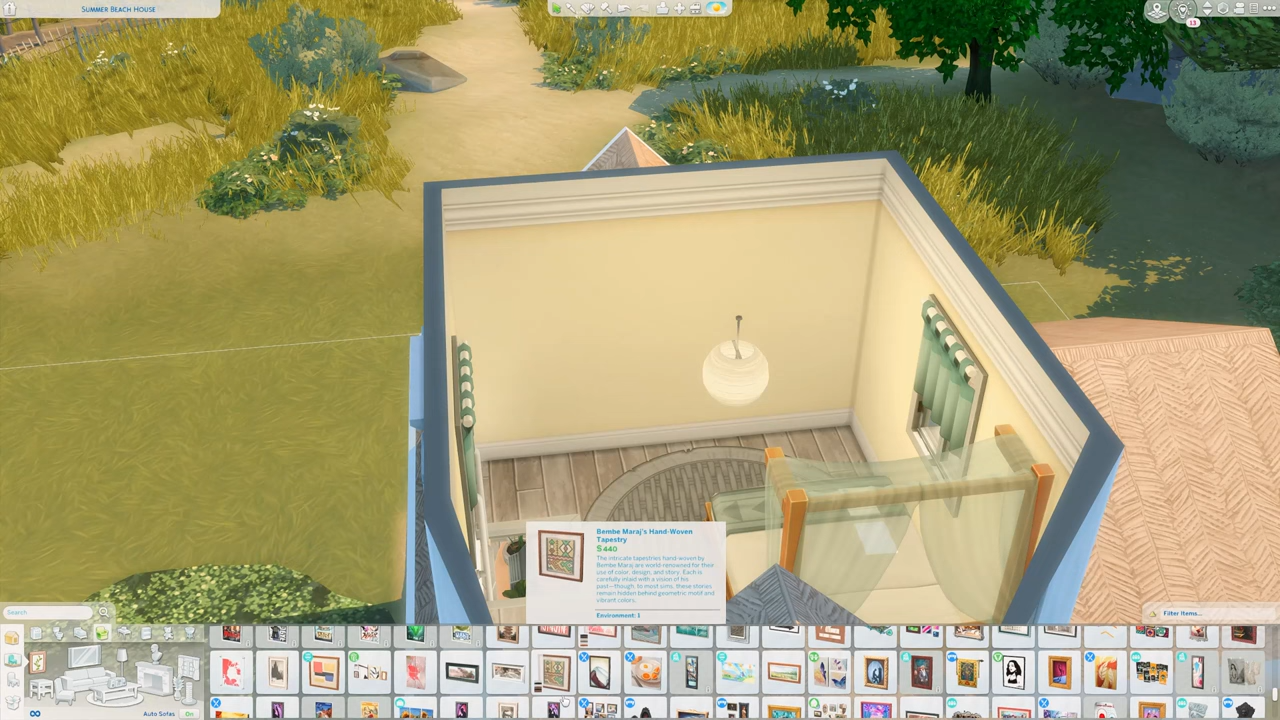 SUMMER BEACH HOUSE
13
Bembe Maraj's Hand-Woven
Tapestry
§440
The intricate tapestries hand-woven by
Bembe Maraj are world-renowned for their
use of color, design, and story. Each is
carefully inlaid with a vision of his
past—though, to most sims, these stories
remain hidden behind geometric motif and
vibrant colors.
Environment: 1
Search
Filter Items...
Auto Sofas
On